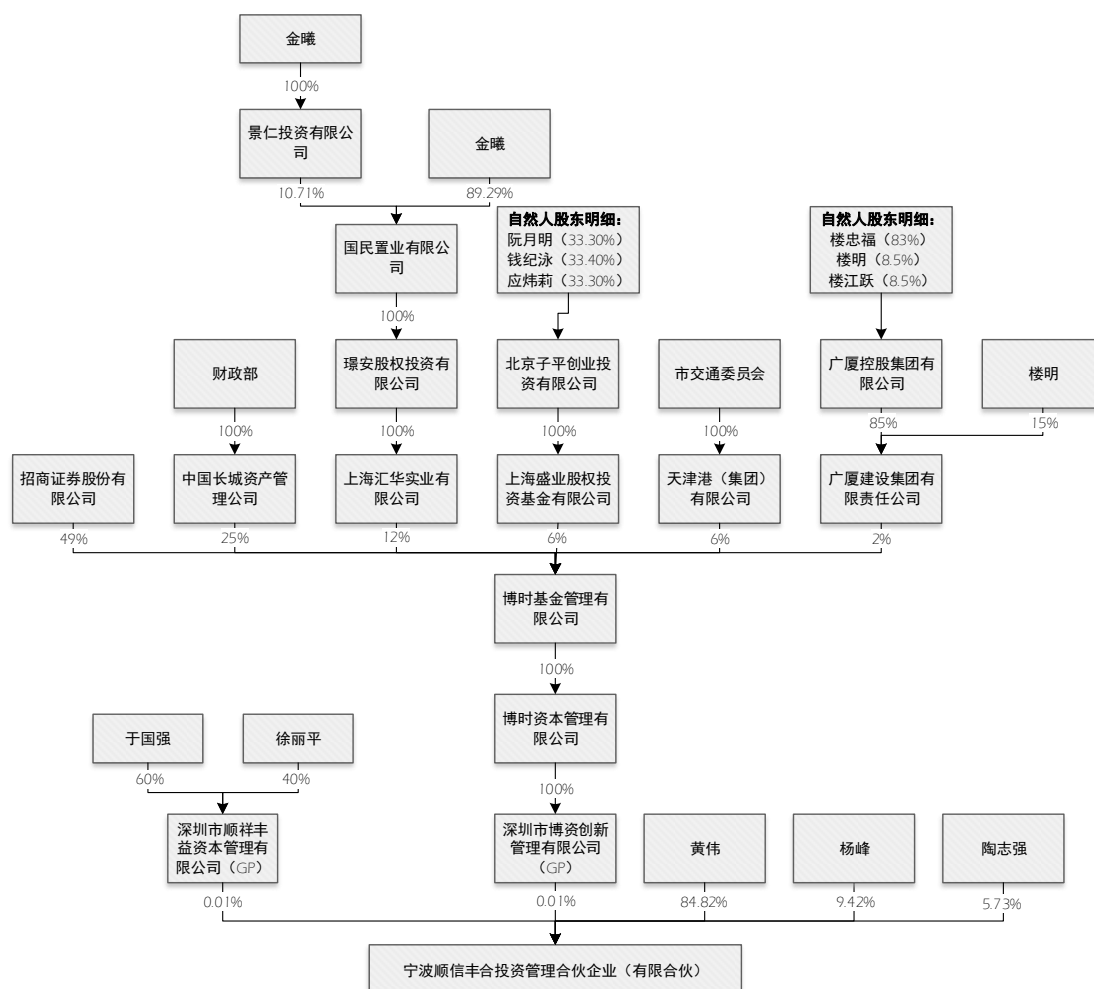 金曦
100%
景仁投资有限公
司
金曦
10.71%
89.29%
国民置业有限公
司
自然人股东明细：
阮月明（33.30%）
钱纪泳（33.40%）
应炜莉（33.30%）
自然人股东明细：
楼忠福（83%）
楼明（8.5%）
楼江跃（8.5%）
100%
财政部
璟安股权投资有
限公司
北京子平创业投
资有限公司
市交通委员会
广厦控股集团有
限公司
楼明
100%
100%
100%
100%
85%
15%
招商证券股份有
限公司
中国长城资产管
理公司
上海汇华实业有
限公司
上海盛业股权投
资基金有限公司
天津港（集团）
有限公司
广厦建设集团有
限责任公司
49%
25%
12%
6%
6%
2%
博时基金管理有
限公司
100%
博时资本管理有
限公司
于国强
徐丽平
60%
40%
100%
深圳市顺祥丰
益资本管理有
限公司（GP）
深圳市博资创新
管理有限公司
（GP）
黄伟
杨峰
陶志强
0.01%
0.01%
84.82%
9.42%
5.73%
宁波顺信丰合投资管理合伙企业（有限合伙）